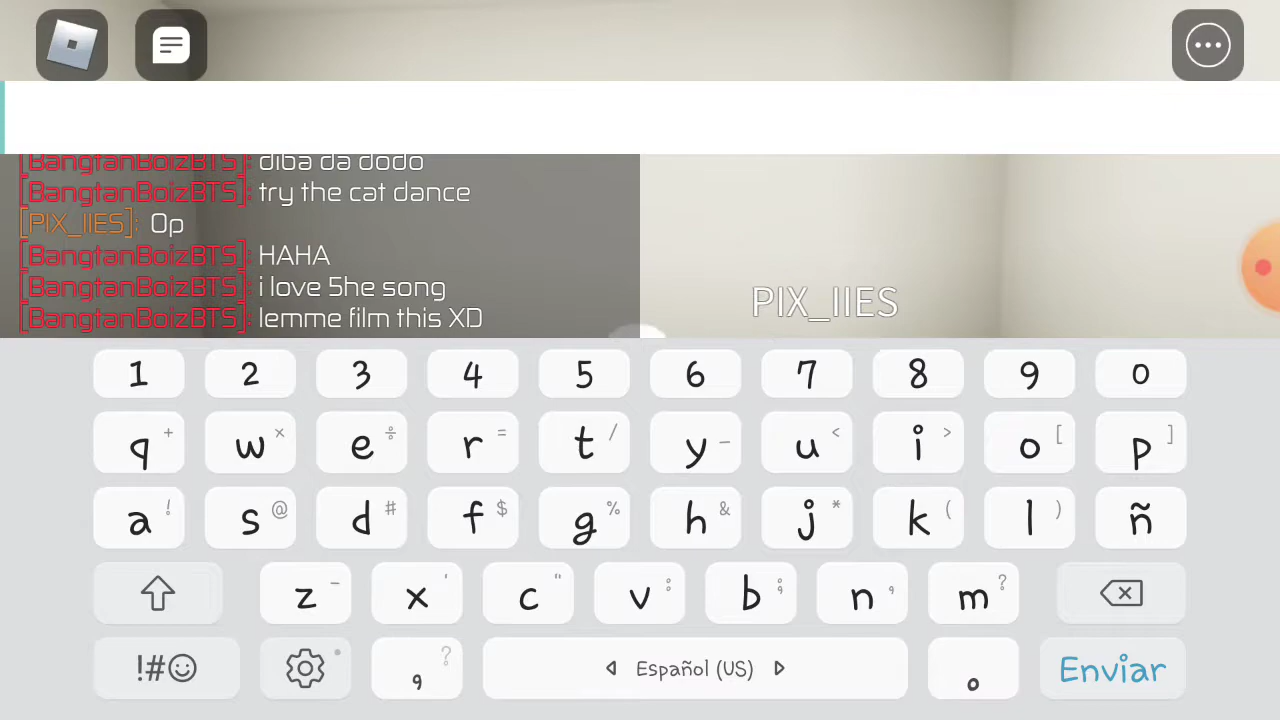 [BangtanBoizBTS]: diba da dodo
[BangtanBoizBTS]: try the cat dance
[PIX_IIES]: Op
[BangtanBoizBTS]: HAHA
[BangtanBoizBTS]: i love 5he song
[BangtanBoizBTS]: lemme film this XD
PIX_IIES
1 2 3 4 5 6 7 8 9 0
q + w × e ÷ r = t / y _ u < i > o [ p ]
a ! s @ d # f $ g % h & j * k ( l ) ñ
z - x ' c " v : b ; n , m ?
!#☺ , ? Español (US) . Enviar